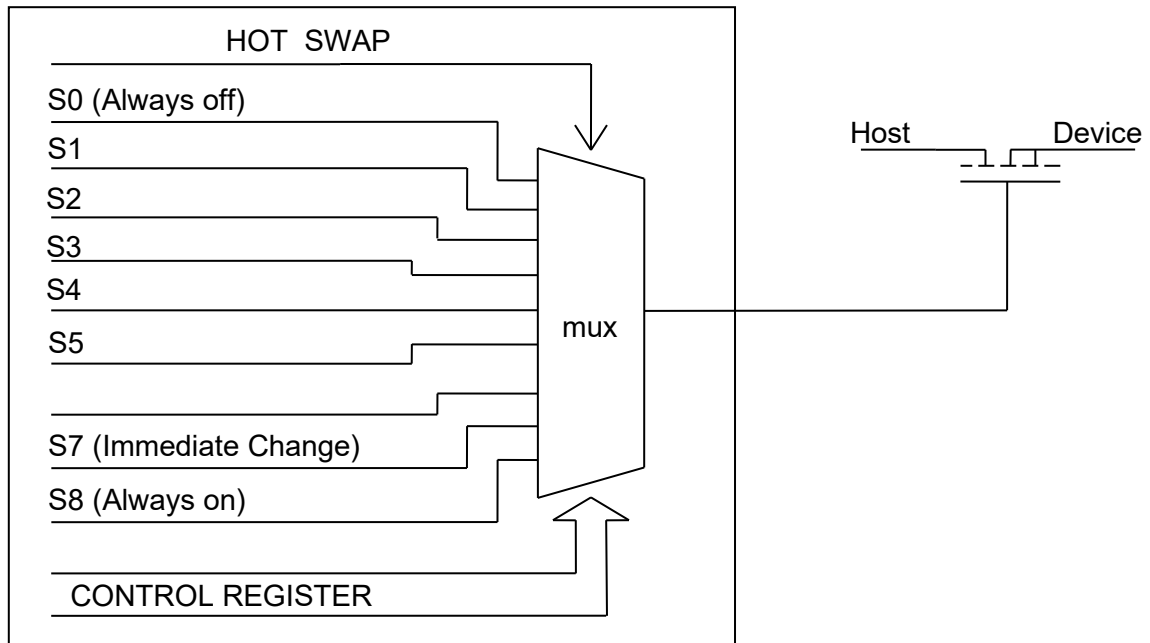 HOT SWAP
S0 (Always off)
S1
S2
S3
S4
S5
S7 (Immediate Change)
S8 (Always on)
CONTROL REGISTER
mux
Host
Device